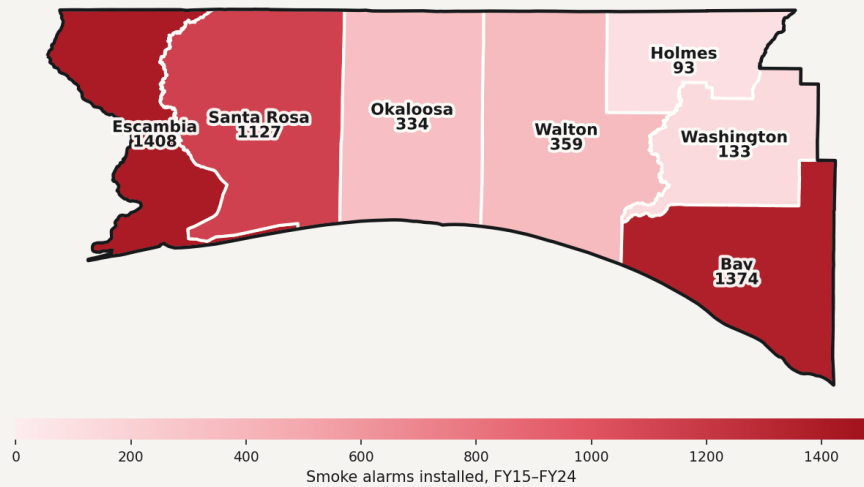 Holmes
93
Okaloosa
334
Santa Rosa
1127
Escambia
1408
Walton
359
Washington
133
Bay
1374
0 200 400 600 800 1000 1200 1400
Smoke alarms installed, FY15–FY24